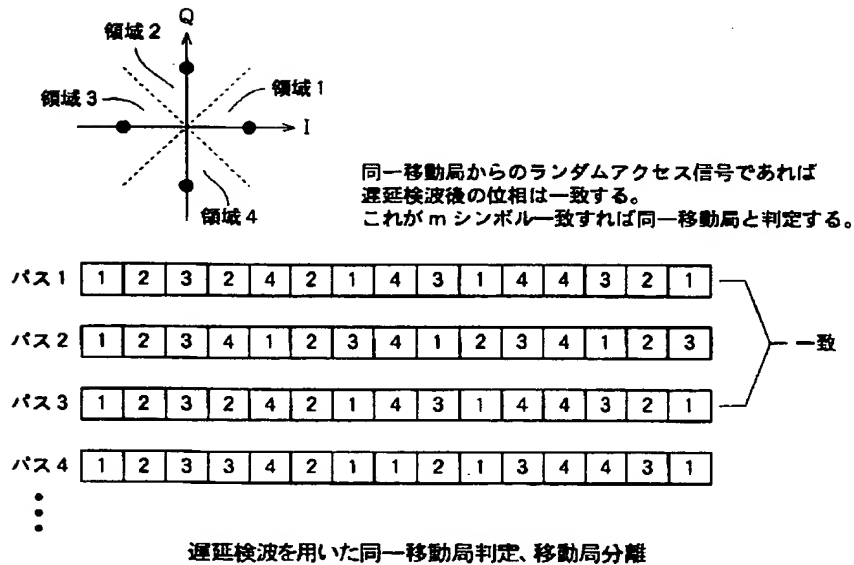 Q
領域2
領域3
領域1
I
領域4
同一移動局からのランダムアクセス信号であれば
遅延検波後の位相は一致する。
これが m シンボル一致すれば同一移動局と判定する。
パス1 1 2 3 2 4 2 1 4 3 1 4 4 3 2 1
パス2 1 2 3 4 1 2 3 4 1 2 3 4 1 2 3
一致
パス3 1 2 3 2 4 2 1 4 3 1 4 4 3 2 1
パス4 1 2 3 3 4 2 1 1 2 1 3 4 4 3 1
遅延検波を用いた同一移動局判定、移動局分離